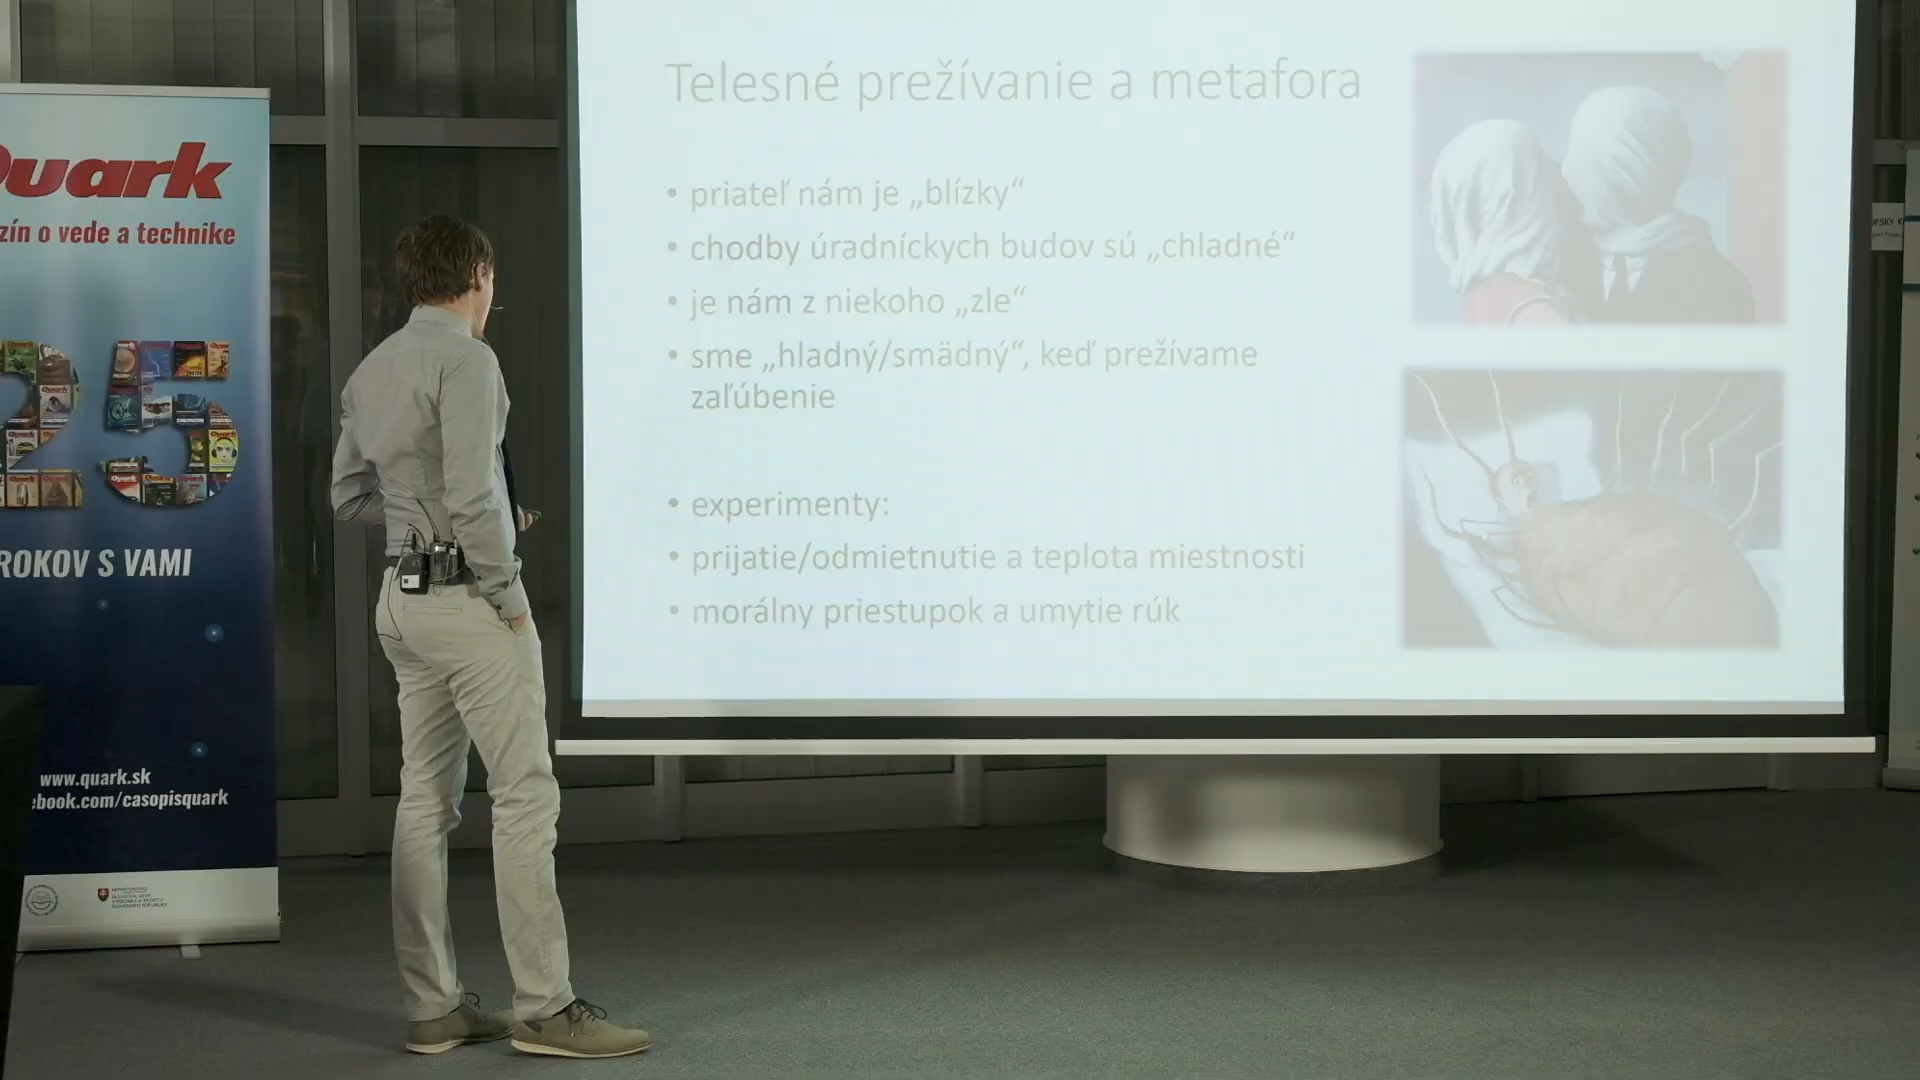 Quark
zín o vede a technike
25
ROKOV S VAMI
www.quark.sk
ebook.com/casopisquark
Telesné prežívanie a metafora
• priateľ nám je „blízky“
• chodby úradníckych budov sú „chladné“
• je nám z niekoho „zle“
• sme „hladný/smädný“, keď prežívame
zaľúbenie
• experimenty:
• prijatie/odmietnutie a teplota miestnosti
• morálny priestupok a umytie rúk